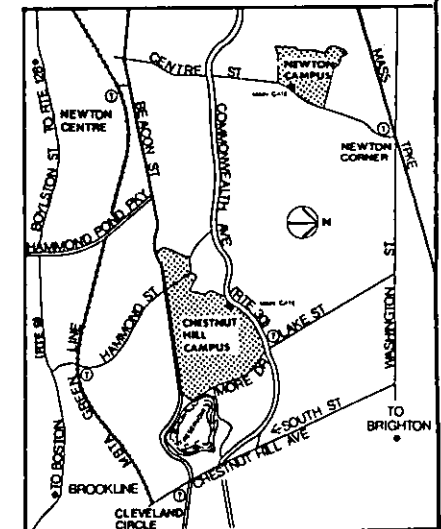 TO RTE 128
BOYLSTON ST
NEWTON
CENTRE
T
BEACON ST
CENTRE ST
COMMONWEALTH AVE
NEWTON
CAMPUS
MAIN GATE
MASS
TPKE
T
NEWTON
CORNER
HAMMOND POND PKY
N
WASHINGTON ST.
(RTE 30)
MAIN GATE
CHESTNUT
HILL
CAMPUS
T
LAKE ST
HAMMOND ST
MBTA GREEN LINE
T
MORE DR
SOUTH ST
CHESTNUT HILL AVE
TO
BRIGHTON
TO BOSTON
BROOKLINE
T
CLEVELAND
CIRCLE